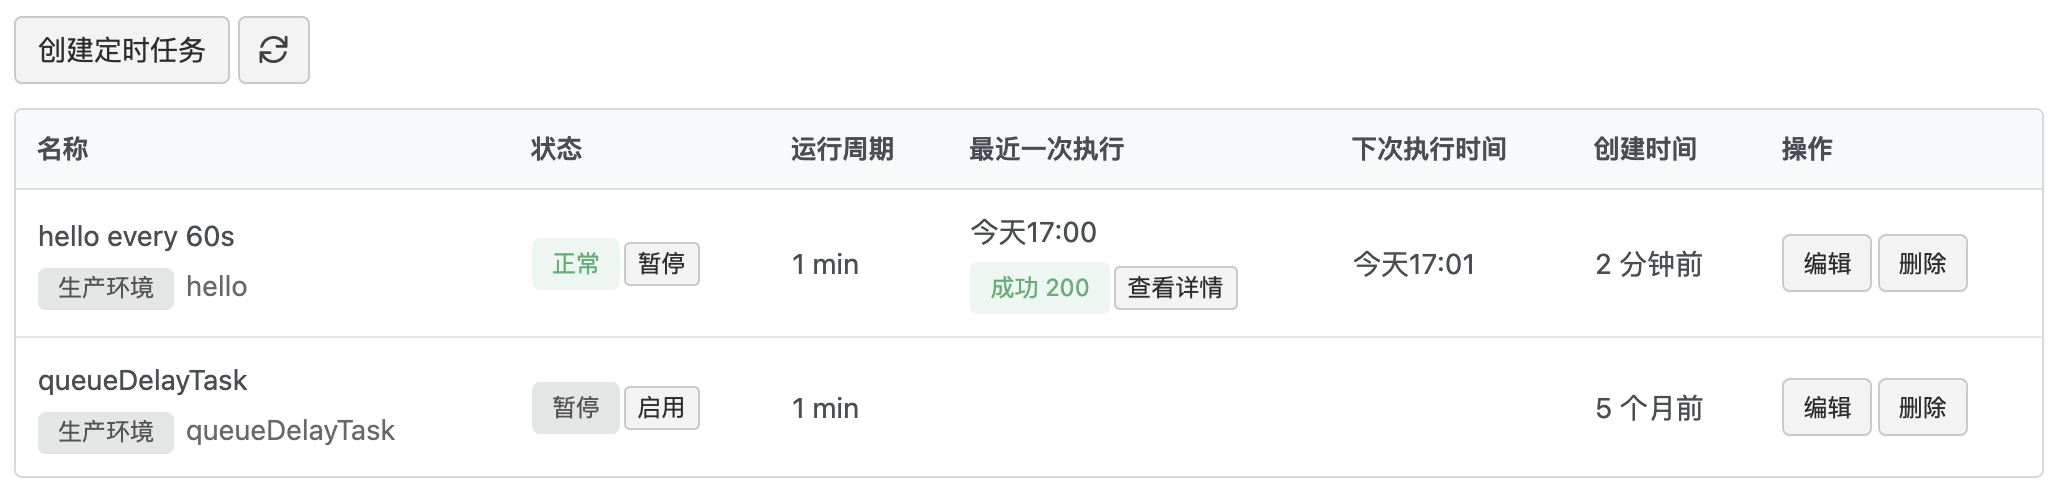 创建定时任务
名称 状态 运行周期 最近一次执行 下次执行时间 创建时间 操作
hello every 60s
生产环境 hello
正常 暂停
1 min
今天17:00
成功 200 查看详情
今天17:01
2 分钟前
编辑 删除
queueDelayTask
生产环境 queueDelayTask
暂停 启用
1 min
5 个月前
编辑 删除